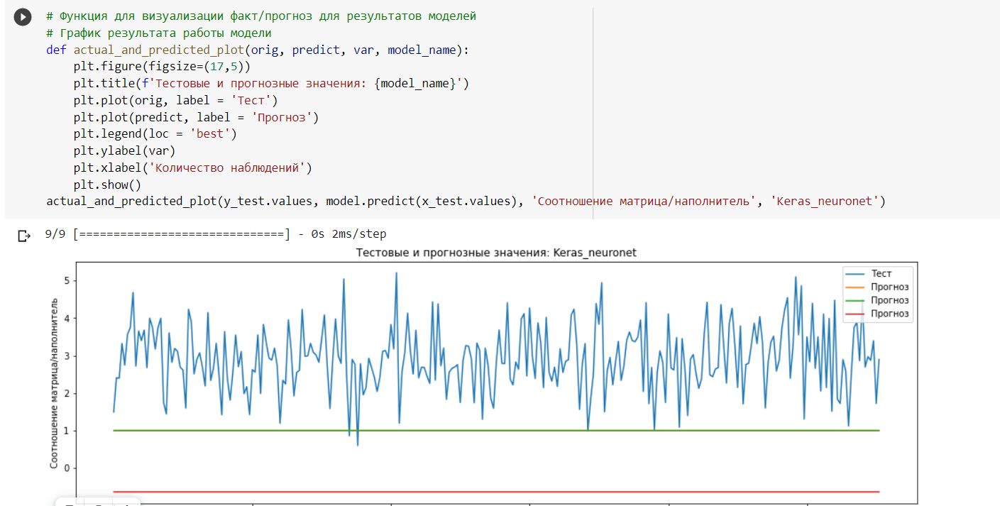 # Функция для визуализации факт/прогноз для результатов моделей
# График результата работы модели
def actual_and_predicted_plot(orig, predict, var, model_name):
    plt.figure(figsize=(17,5))
    plt.title(f'Тестовые и прогнозные значения: {model_name}')
    plt.plot(orig, label = 'Тест')
    plt.plot(predict, label = 'Прогноз')
    plt.legend(loc = 'best')
    plt.ylabel(var)
    plt.xlabel('Количество наблюдений')
    plt.show()
actual_and_predicted_plot(y_test.values, model.predict(x_test.values), 'Соотношение матрица/наполнитель', 'Keras_neuronet')
9/9 [==============================] - 0s 2ms/step
Тестовые и прогнозные значения: Keras_neuronet
Тест
Прогноз
Прогноз
Прогноз
Соотношение матрица/наполнитель
5
4
3
2
1
0